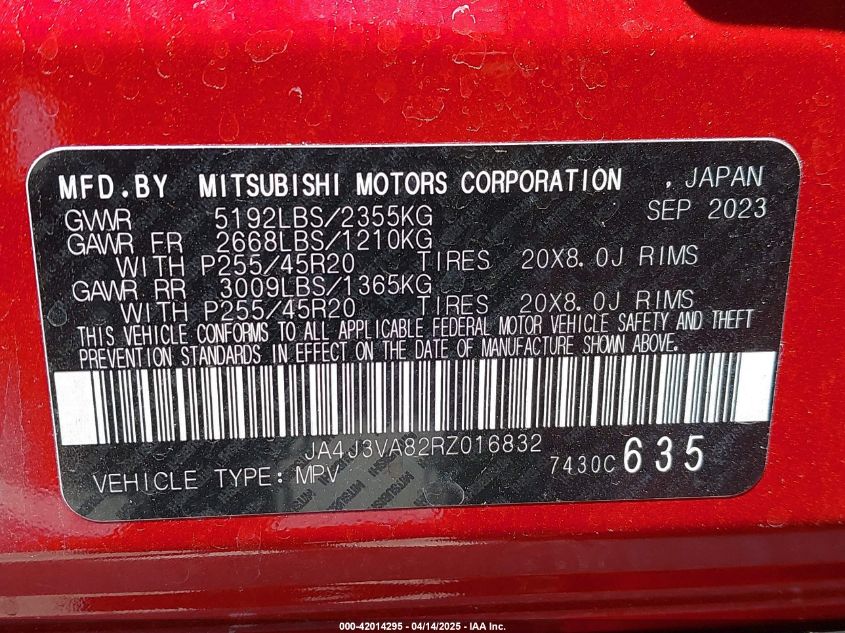 MFD.BY MITSUBISHI MOTORS CORPORATION , JAPAN
GVWR 5192LBS/2355KG SEP 2023
GAWR FR 2668LBS/1210KG
WITH P255/45R20 TIRES 20X8.0J RIMS
GAWR RR 3009LBS/1365KG
WITH P255/45R20 TIRES 20X8.0J RIMS
THIS VEHICLE CONFORMS TO ALL APPLICABLE FEDERAL MOTOR VEHICLE SAFETY AND THEFT
PREVENTION STANDARDS IN EFFECT ON THE DATE OF MANUFACTURE SHOWN ABOVE.
JA4J3VA82RZ016832
VEHICLE TYPE: MPV 7430C 635
000-42014295 - 04/14/2025 - IAA Inc.